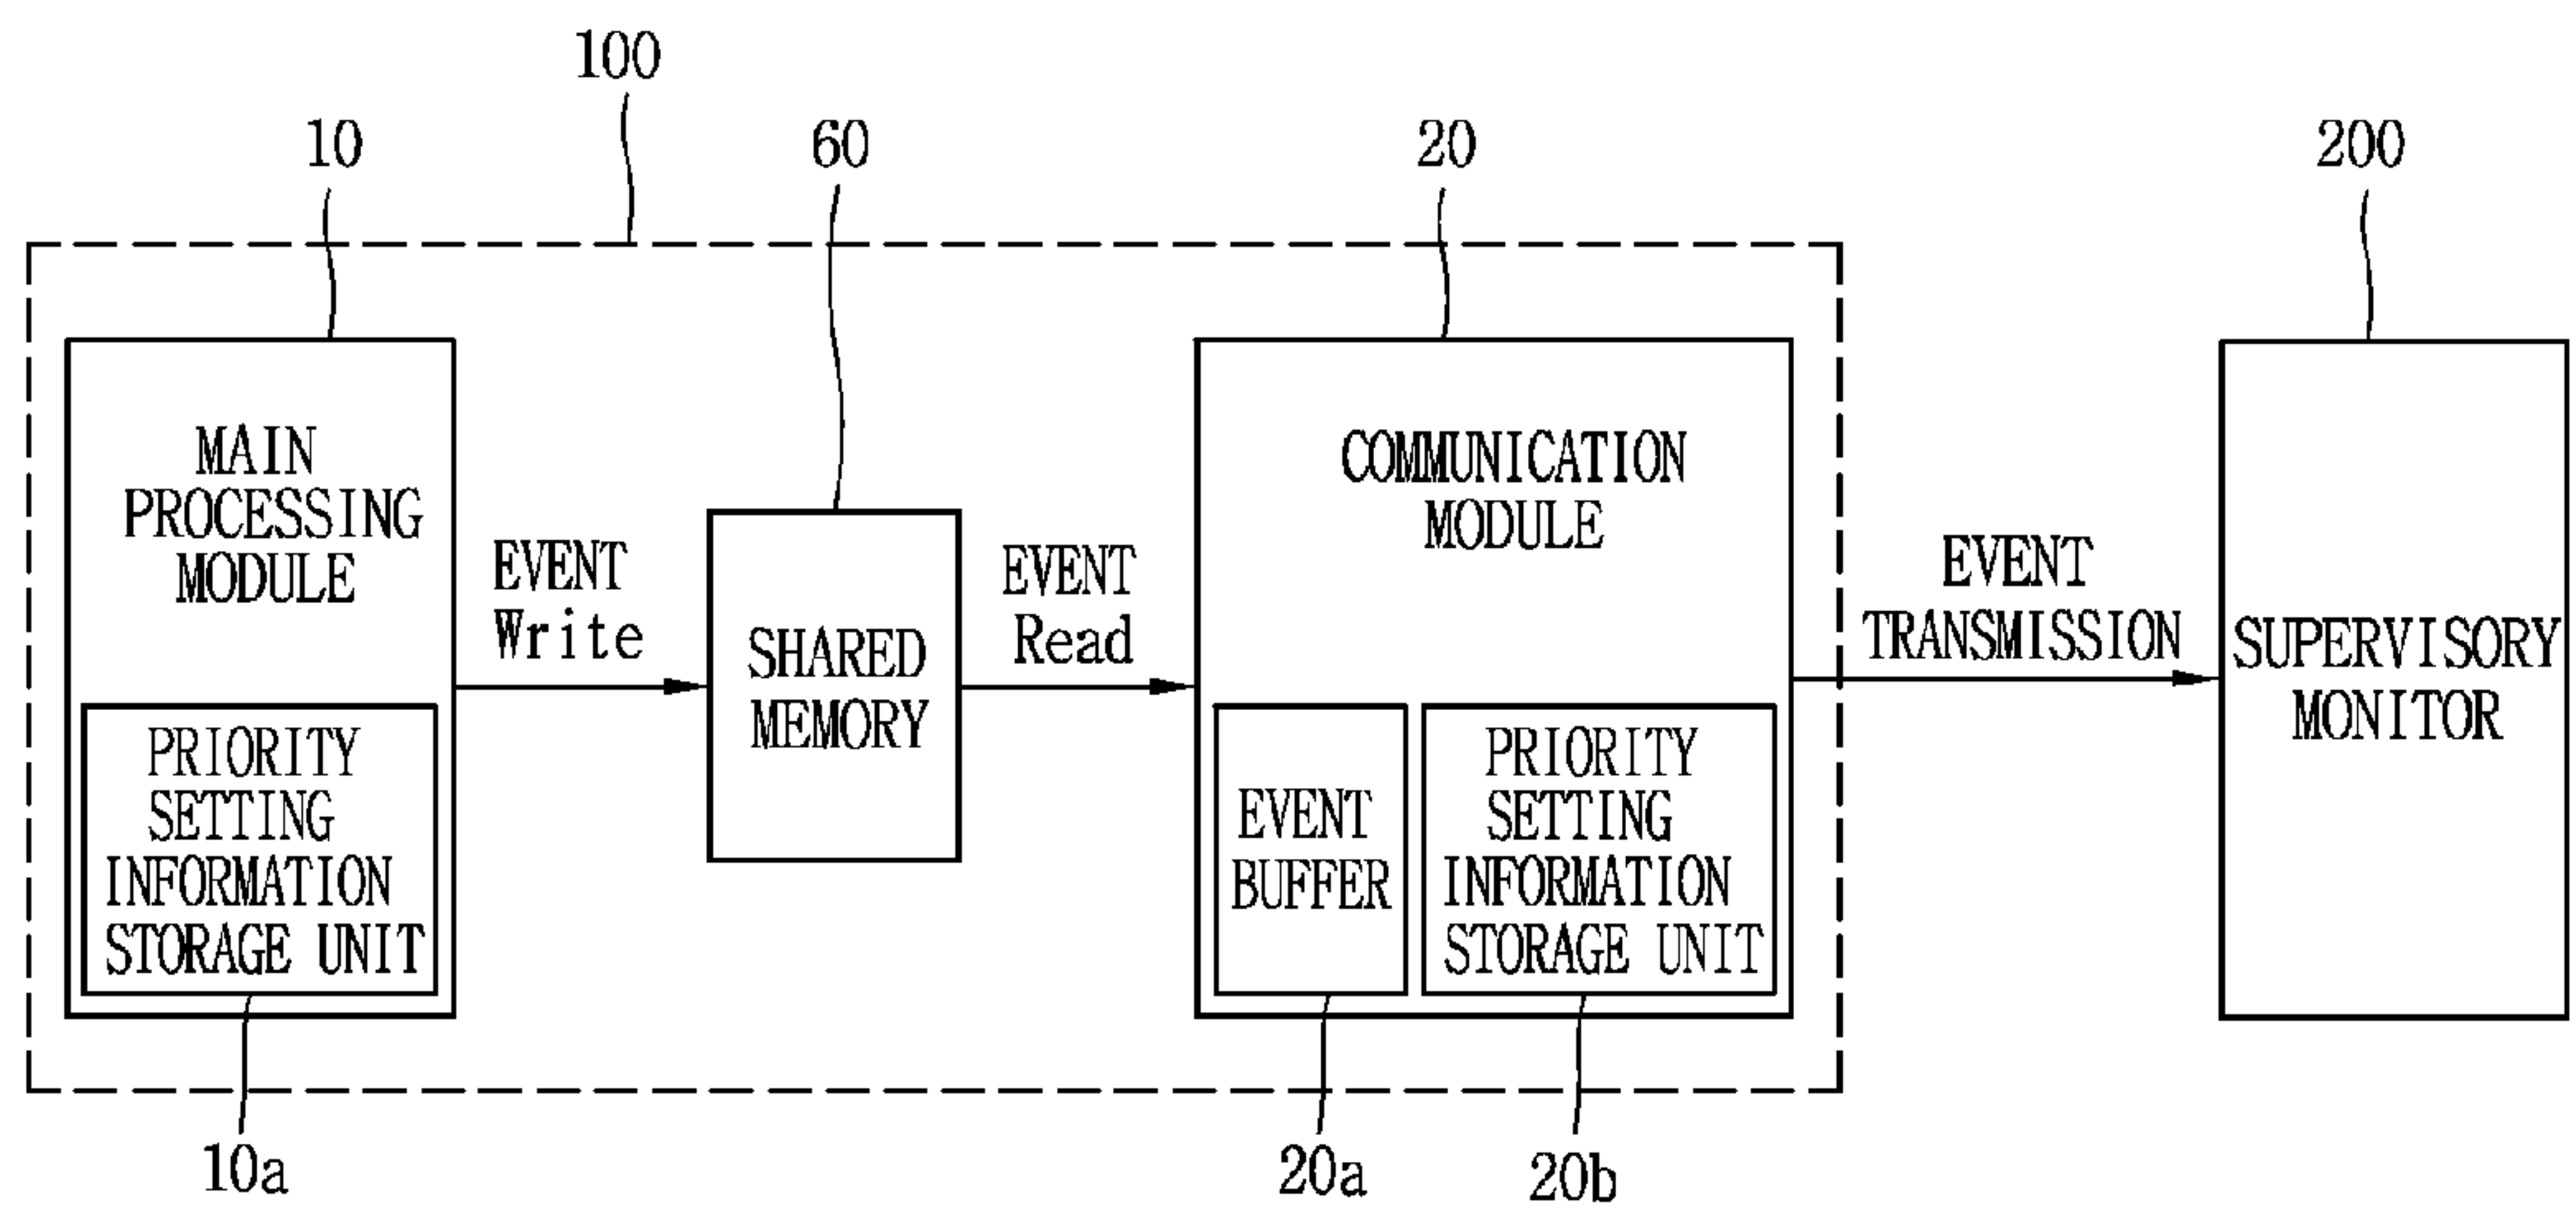 100
10
60
20
200
MAIN
PROCESSING
MODULE
EVENT
Write
SHARED
MEMORY
EVENT
Read
COMMUNICATION
MODULE
EVENT
TRANSMISSION
SUPERVISORY
MONITOR
PRIORITY
SETTING
INFORMATION
STORAGE UNIT
EVENT
BUFFER
PRIORITY
SETTING
INFORMATION
STORAGE UNIT
10a
20a
20b